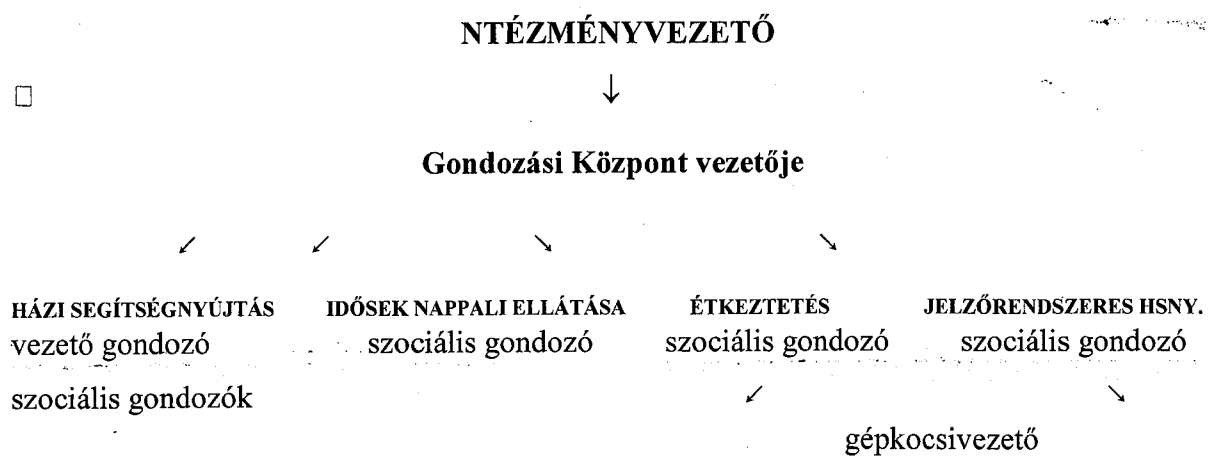 NTÉZMÉNYVEZETŐ
↓
Gondozási Központ vezetője
↙ ↙ ↘ ↘
HÁZI SEGÍTSÉGNYÚJTÁS IDŐSEK NAPPALI ELLÁTÁSA ÉTKEZTETÉS JELZŐRENDSZERES HSNY.
vezető gondozó szociális gondozó szociális gondozó szociális gondozó
szociális gondozók
↙ ↘
gépkocsivezető